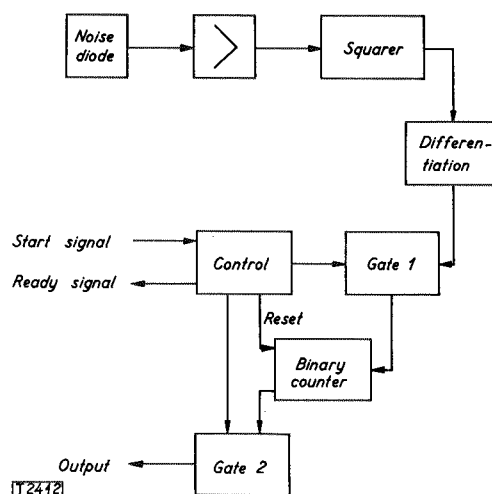 Noise
diode
Squarer
Differen-
tiation
Start signal
Ready signal
Control
Gate 1
Reset
Binary
counter
Output
Gate 2
T2412